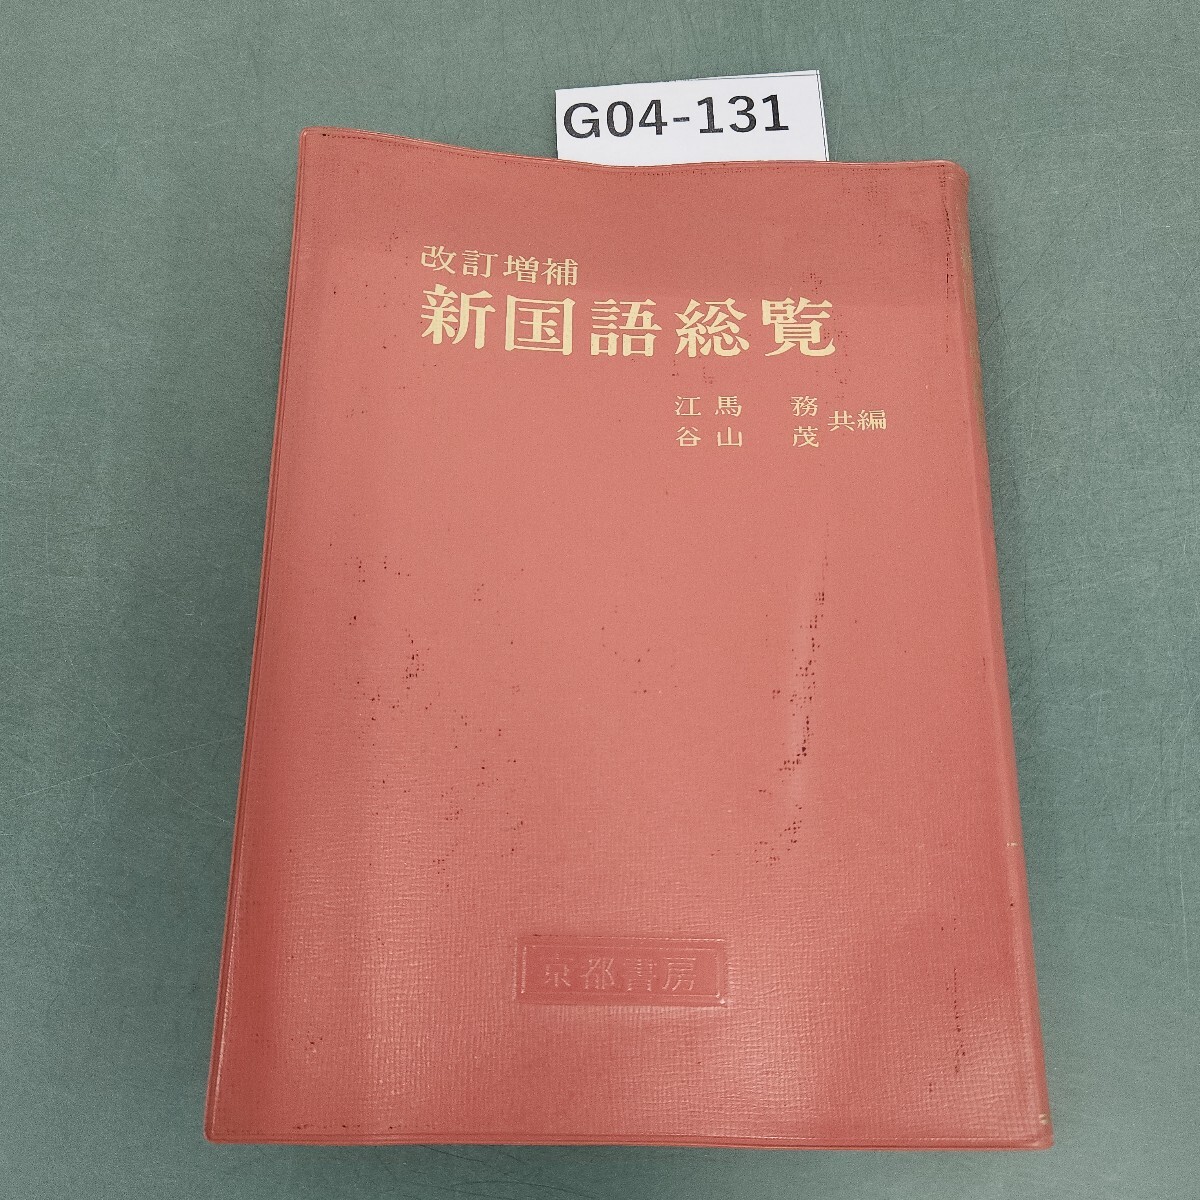 G04-131
改訂増補
新国語総覧
江馬 務
谷山 茂
共編
京都書房